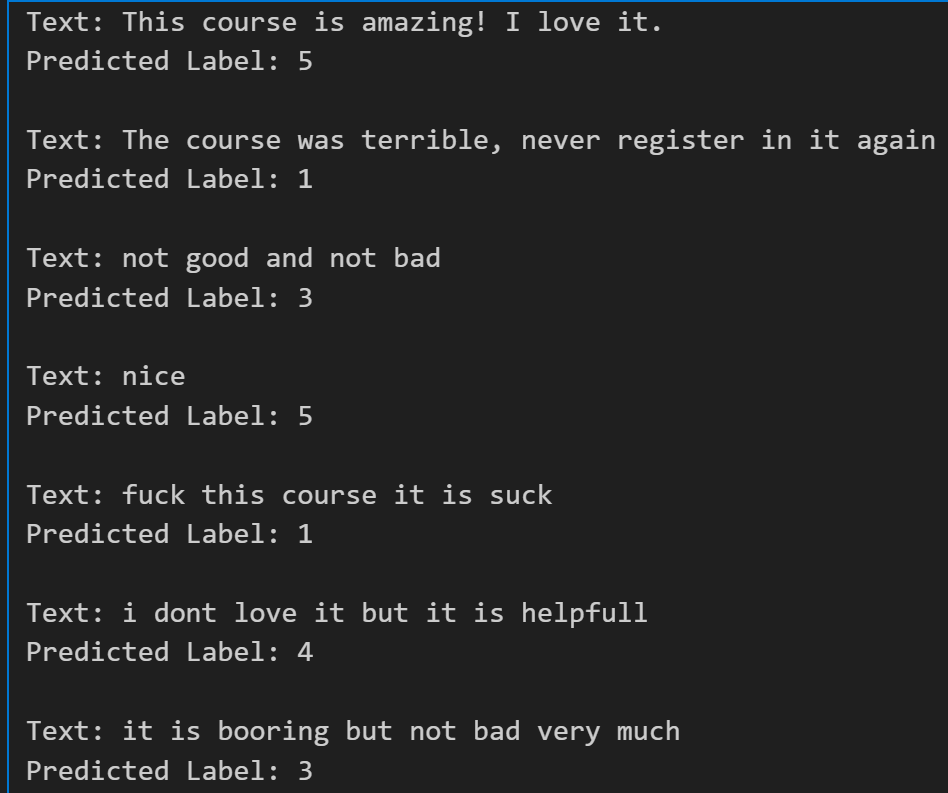 Text: This course is amazing! I love it.
Predicted Label: 5
Text: The course was terrible, never register in it again
Predicted Label: 1
Text: not good and not bad
Predicted Label: 3
Text: nice
Predicted Label: 5
Text: fuck this course it is suck
Predicted Label: 1
Text: i dont love it but it is helpfull
Predicted Label: 4
Text: it is booring but not bad very much
Predicted Label: 3